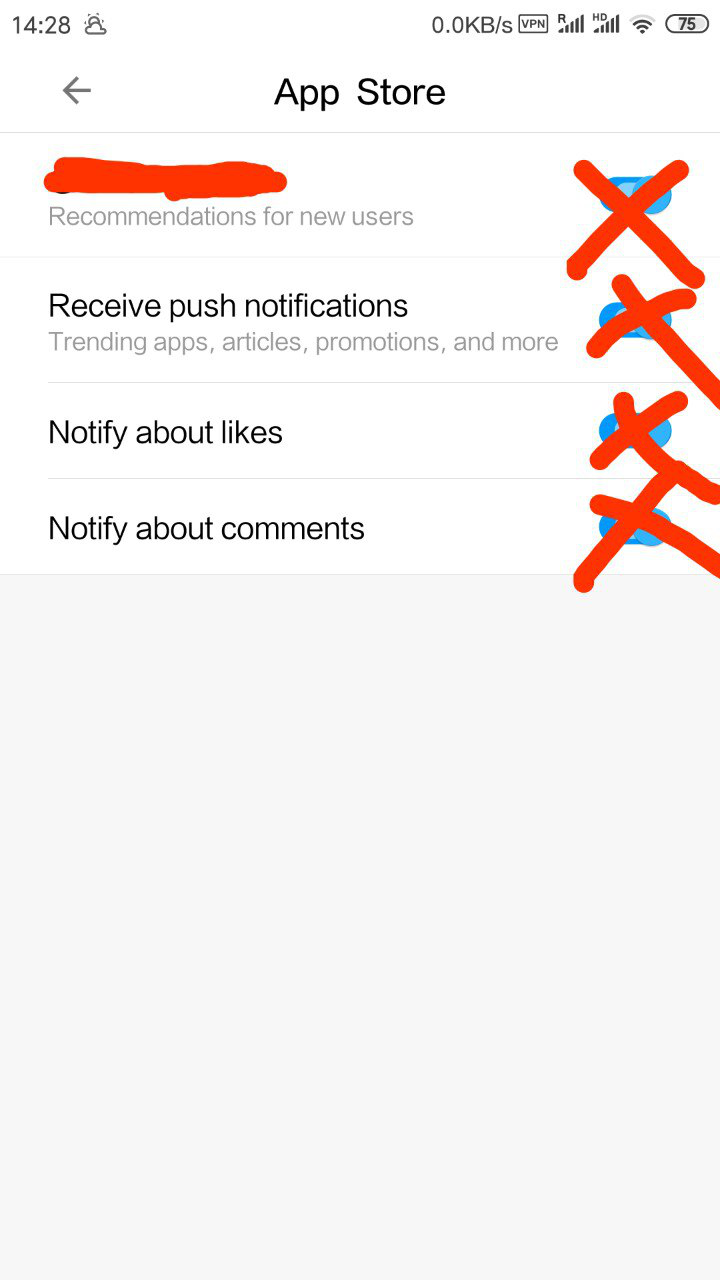 14:28 0.0KB/s VPN R HD 75
App Store
Recommendations for new users
Receive push notifications
Trending apps, articles, promotions, and more
Notify about likes
Notify about comments